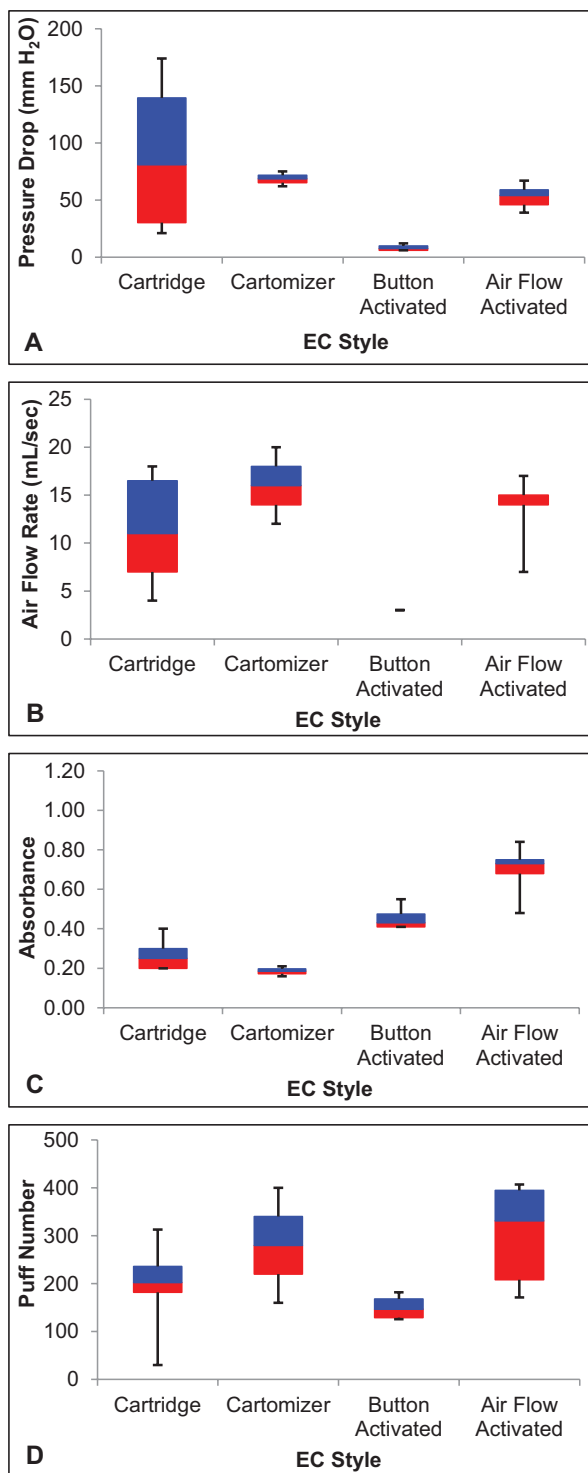 200
150
100
50
0
Pressure Drop (mm H₂O)
Cartridge Cartomizer Button Activated Air Flow Activated
EC Style
A
25
20
15
10
5
0
Air Flow Rate (mL/sec)
Cartridge Cartomizer Button Activated Air Flow Activated
EC Style
B
1.20
1.00
0.80
0.60
0.40
0.20
0.00
Absorbance
Cartridge Cartomizer Button Activated Air Flow Activated
EC Style
C
500
400
300
200
100
0
Puff Number
Cartridge Cartomizer Button Activated Air Flow Activated
EC Style
D